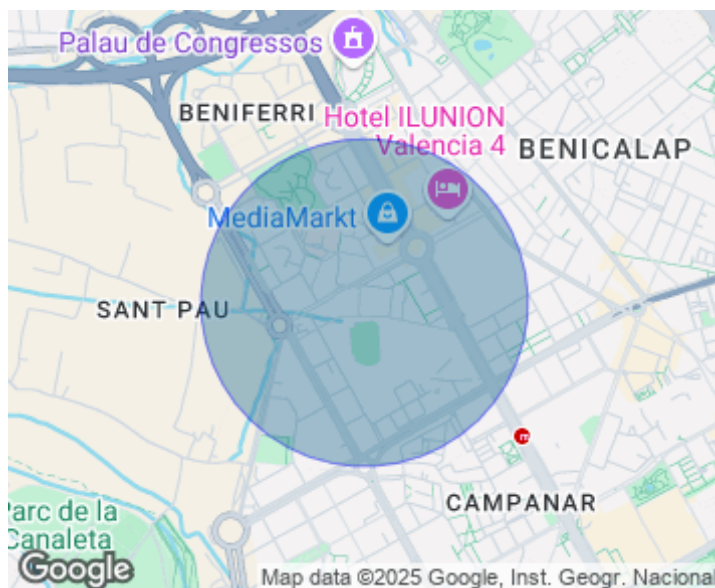 Palau de Congressos
BENIFERRI
Hotel ILUNION
Valencia 4
BENICALAP
MediaMarkt
SANT PAU
CAMPANAR
Parc de la
Canaleta
Google
Map data ©2025 Google, Inst. Geogr. Nacional